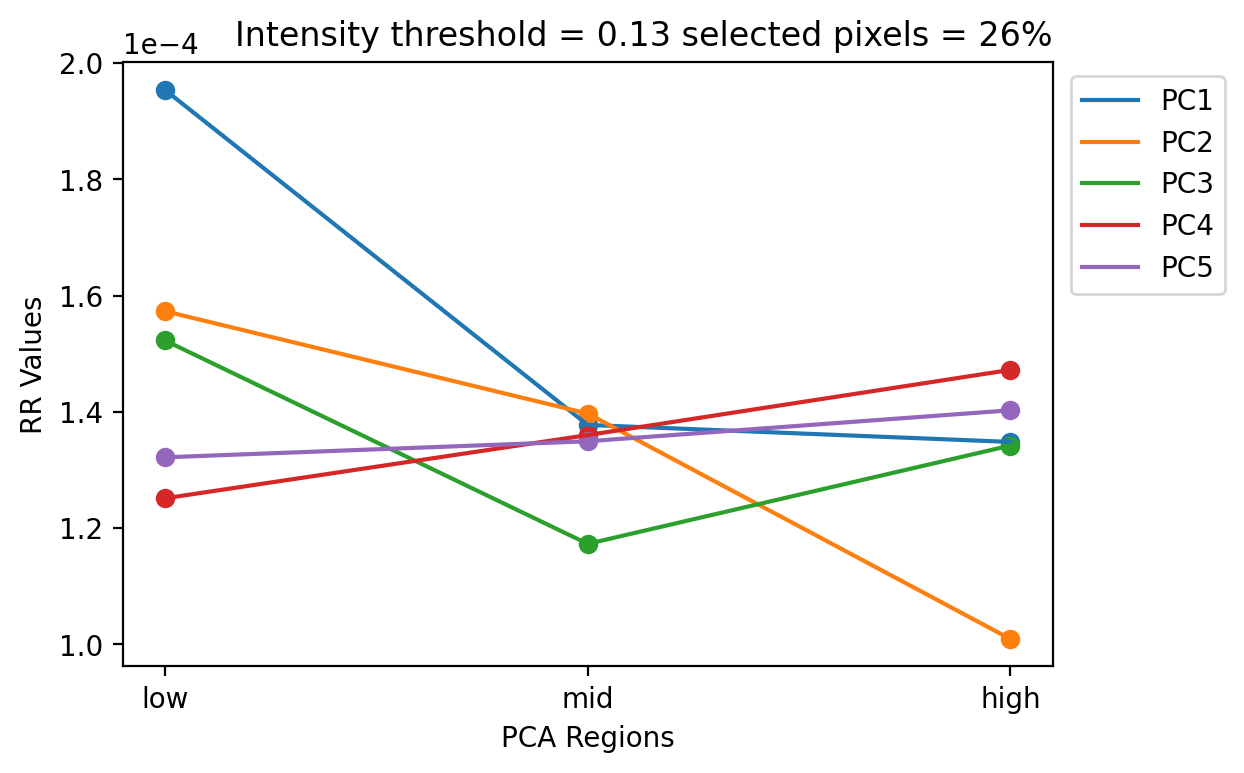 Intensity threshold = 0.13 selected pixels = 26%
1e−4
2.0
1.8
1.6
1.4
1.2
1.0
RR Values
low mid high
PCA Regions
PC1
PC2
PC3
PC4
PC5